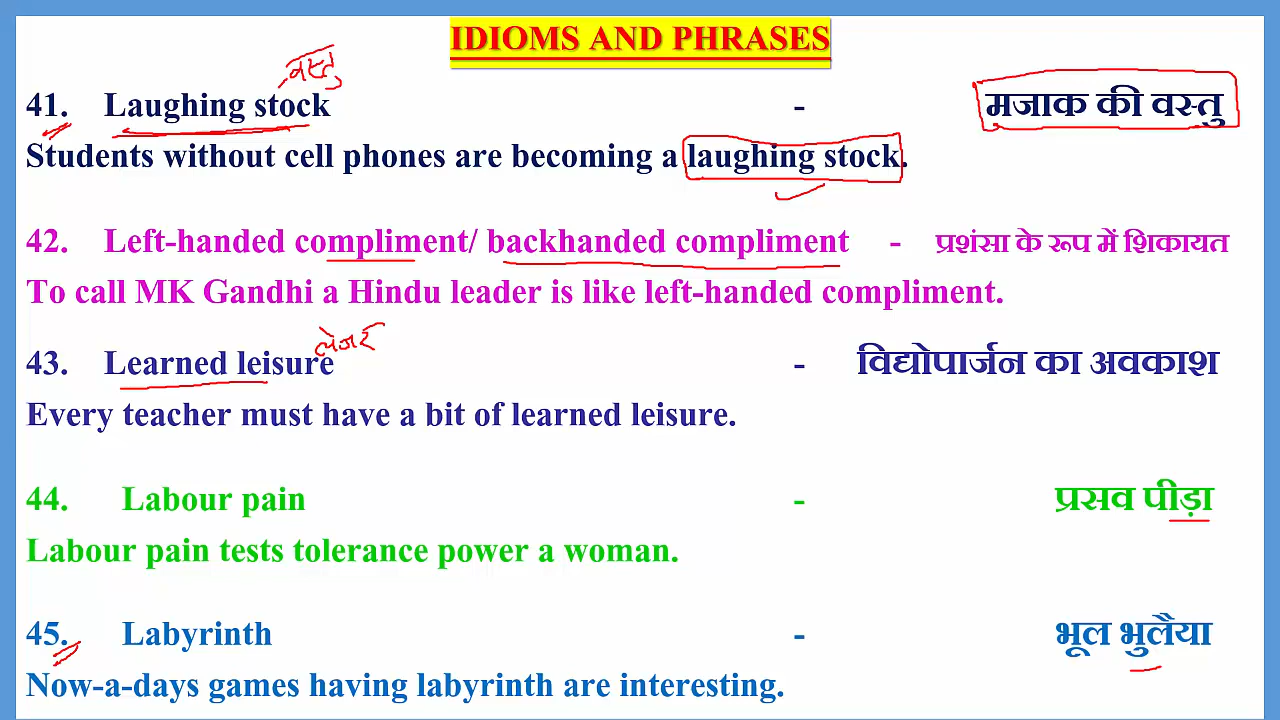 IDIOMS AND PHRASES
वस्तु
41. Laughing stock - मजाक की वस्तु
Students without cell phones are becoming a laughing stock.
42. Left-handed compliment/ backhanded compliment - प्रशंसा के रूप में शिकायत
To call MK Gandhi a Hindu leader is like left-handed compliment.
लेजर
43. Learned leisure - विद्योपार्जन का अवकाश
Every teacher must have a bit of learned leisure.
44. Labour pain - प्रसव पीड़ा
Labour pain tests tolerance power a woman.
45. Labyrinth - भूल भुलैया
Now-a-days games having labyrinth are interesting.